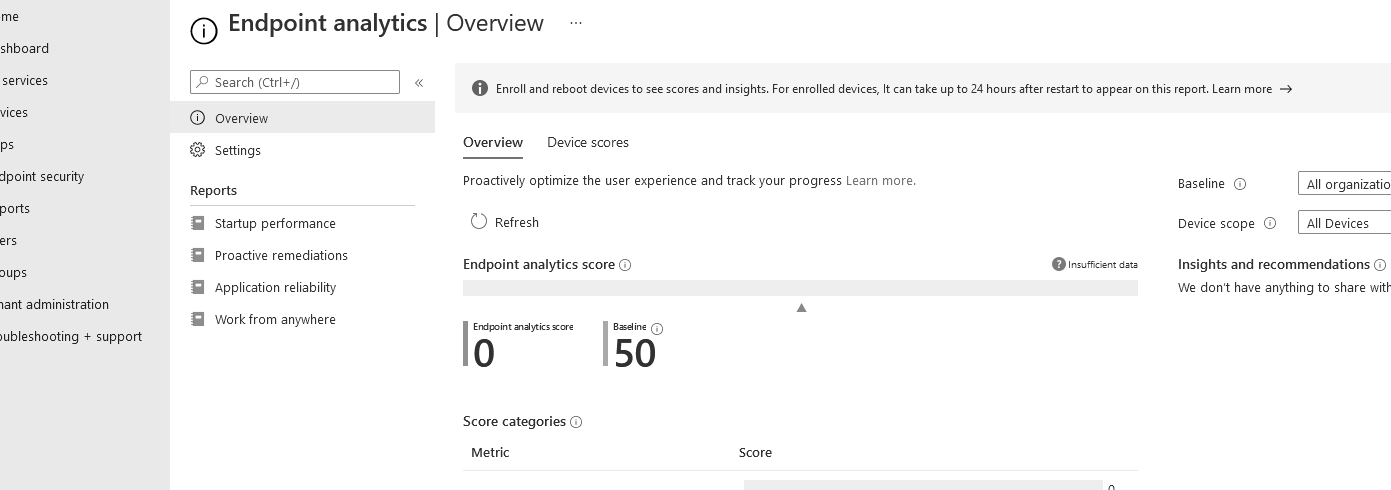 Endpoint analytics | Overview ...
me
shboard
services
vices
ps
dpoint security
ports
ers
oups
nant administration
oubleshooting + support
Search (Ctrl+/) «
Overview
Settings
Reports
Startup performance
Proactive remediations
Application reliability
Work from anywhere
Enroll and reboot devices to see scores and insights. For enrolled devices, It can take up to 24 hours after restart to appear on this report. Learn more →
Overview Device scores
Proactively optimize the user experience and track your progress Learn more.
Refresh
Endpoint analytics score
Insufficient data
Endpoint analytics score
0
Baseline
50
Score categories
Metric Score
0
Baseline All organizatio
Device scope All Devices
Insights and recommendations
We don't have anything to share with